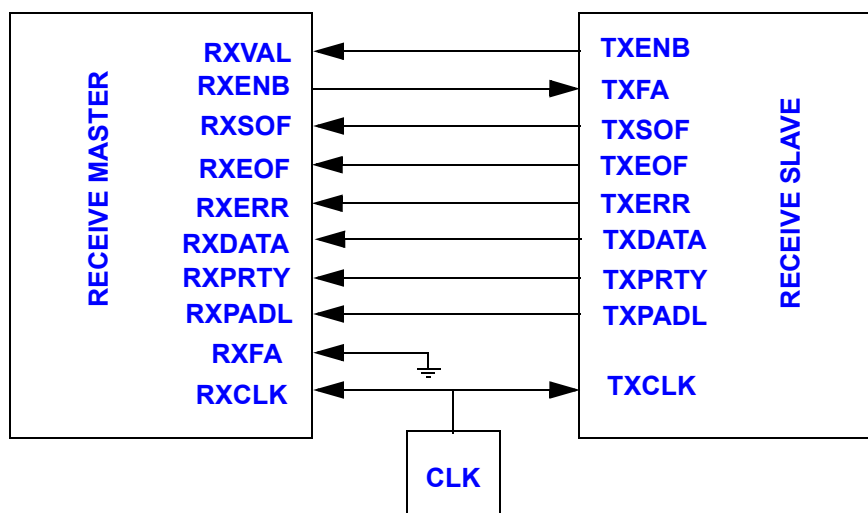 RECEIVE MASTER
RXVAL
RXENB
RXSOF
RXEOF
RXERR
RXDATA
RXPRTY
RXPADL
RXFA
RXCLK
TXENB
TXFA
TXSOF
TXEOF
TXERR
TXDATA
TXPRTY
TXPADL
TXCLK
RECEIVE SLAVE
CLK